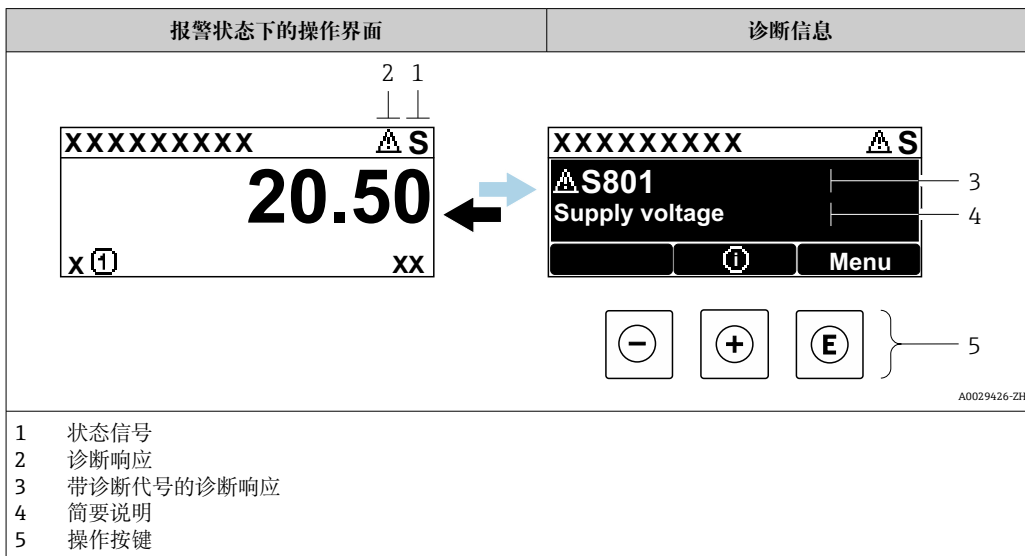 报警状态下的操作界面
诊断信息
2 1
XXXXXXXXX ⚠ S
20.50
X 1 XX
XXXXXXXXX ⚠ S
⚠S801
Supply voltage
i Menu
3
4
− + E
5
A0029426-ZH
1 状态信号
2 诊断响应
3 带诊断代号的诊断响应
4 简要说明
5 操作按键